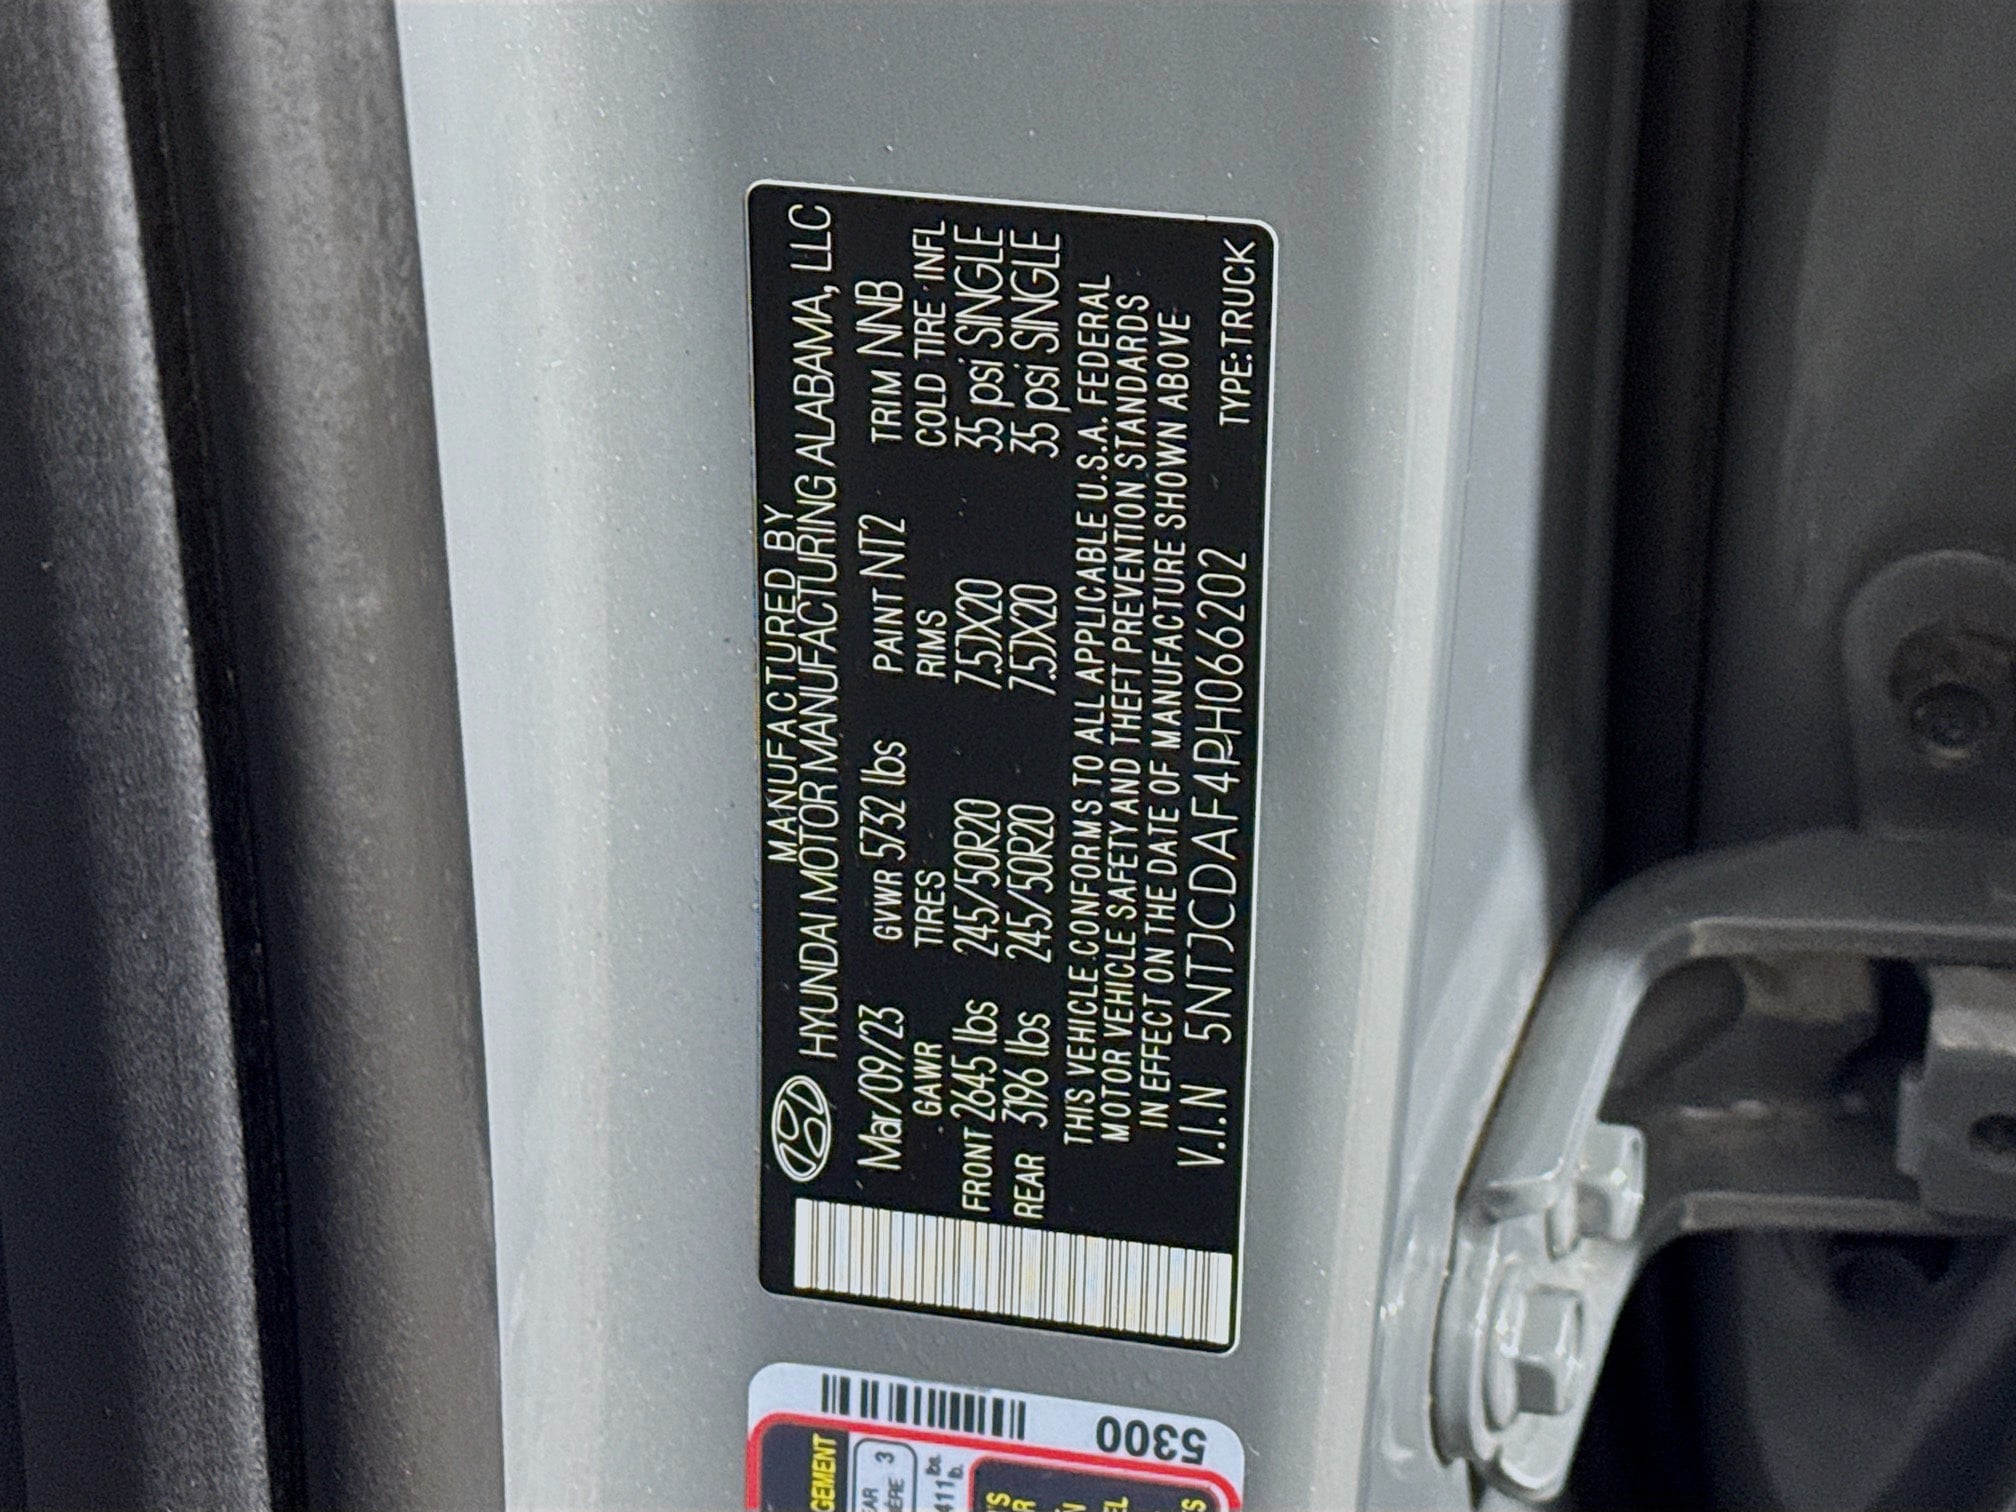 MANUFACTURED BY
HYUNDAI MOTOR MANUFACTURING ALABAMA, LLC
Mar/09/23 GVWR 5732 lbs PAINT NT2 TRIM NNB
GAWR TIRES RIMS COLD TIRE INFL
FRONT 2645 lbs 245/50R20 7.5JX20 35 psi SINGLE
REAR 3196 lbs 245/50R20 7.5JX20 35 psi SINGLE
THIS VEHICLE CONFORMS TO ALL APPLICABLE U.S.A. FEDERAL
MOTOR VEHICLE SAFETY AND THEFT PREVENTION STANDARDS
IN EFFECT ON THE DATE OF MANUFACTURE SHOWN ABOVE
V.I.N 5NTJCDAF4PH066202 TYPE:TRUCK
5300
3